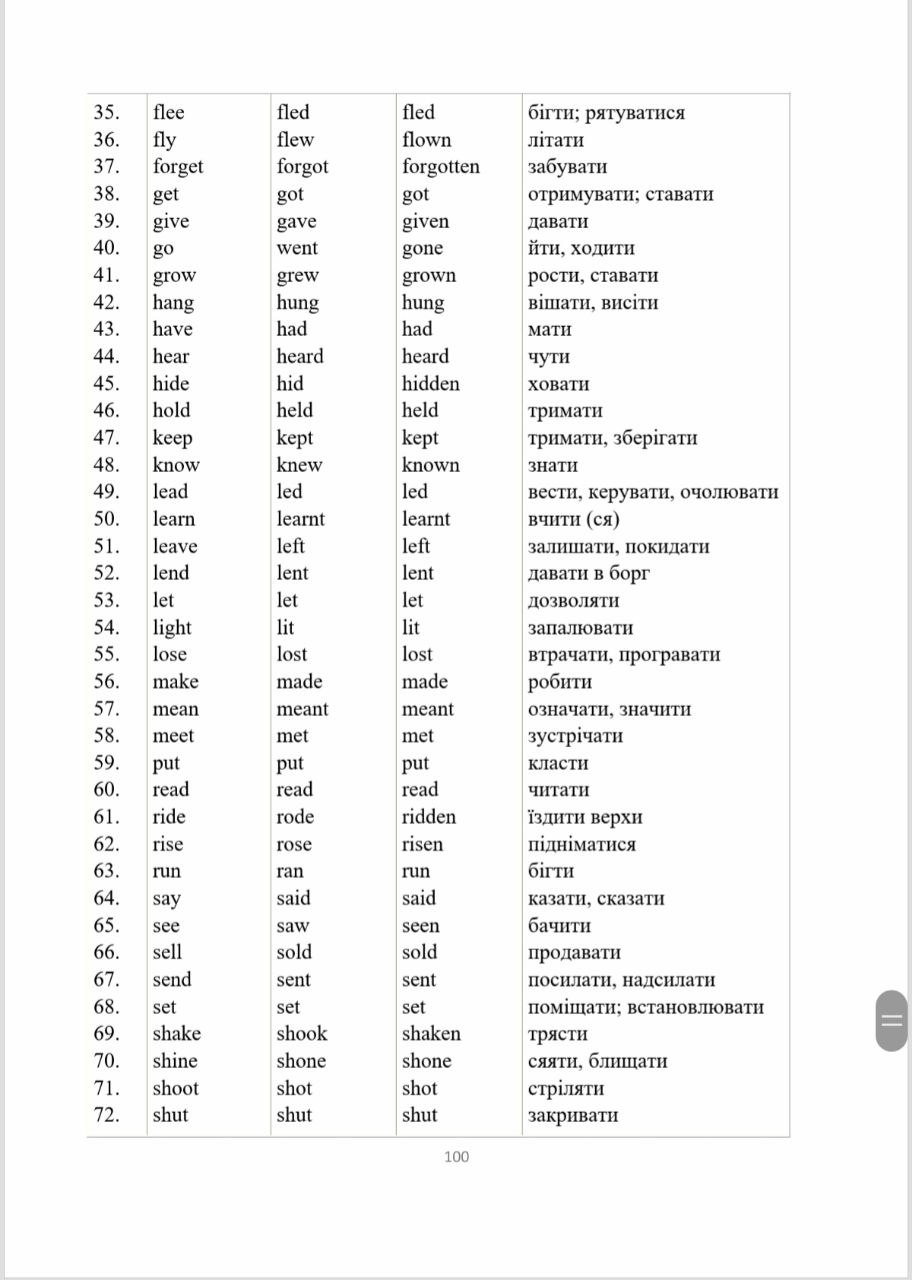 35. flee fled fled бігти; рятуватися
36. fly flew flown літати
37. forget forgot forgotten забувати
38. get got got отримувати; ставати
39. give gave given давати
40. go went gone йти, ходити
41. grow grew grown рости, ставати
42. hang hung hung вішати, висіти
43. have had had мати
44. hear heard heard чути
45. hide hid hidden ховати
46. hold held held тримати
47. keep kept kept тримати, зберігати
48. know knew known знати
49. lead led led вести, керувати, очолювати
50. learn learnt learnt вчити (ся)
51. leave left left залишати, покидати
52. lend lent lent давати в борг
53. let let let дозволяти
54. light lit lit запалювати
55. lose lost lost втрачати, програвати
56. make made made робити
57. mean meant meant означати, значити
58. meet met met зустрічати
59. put put put класти
60. read read read читати
61. ride rode ridden їздити верхи
62. rise rose risen підніматися
63. run ran run бігти
64. say said said казати, сказати
65. see saw seen бачити
66. sell sold sold продавати
67. send sent sent посилати, надсилати
68. set set set поміщати; встановлювати
69. shake shook shaken трясти
70. shine shone shone сяяти, блищати
71. shoot shot shot стріляти
72. shut shut shut закривати
100